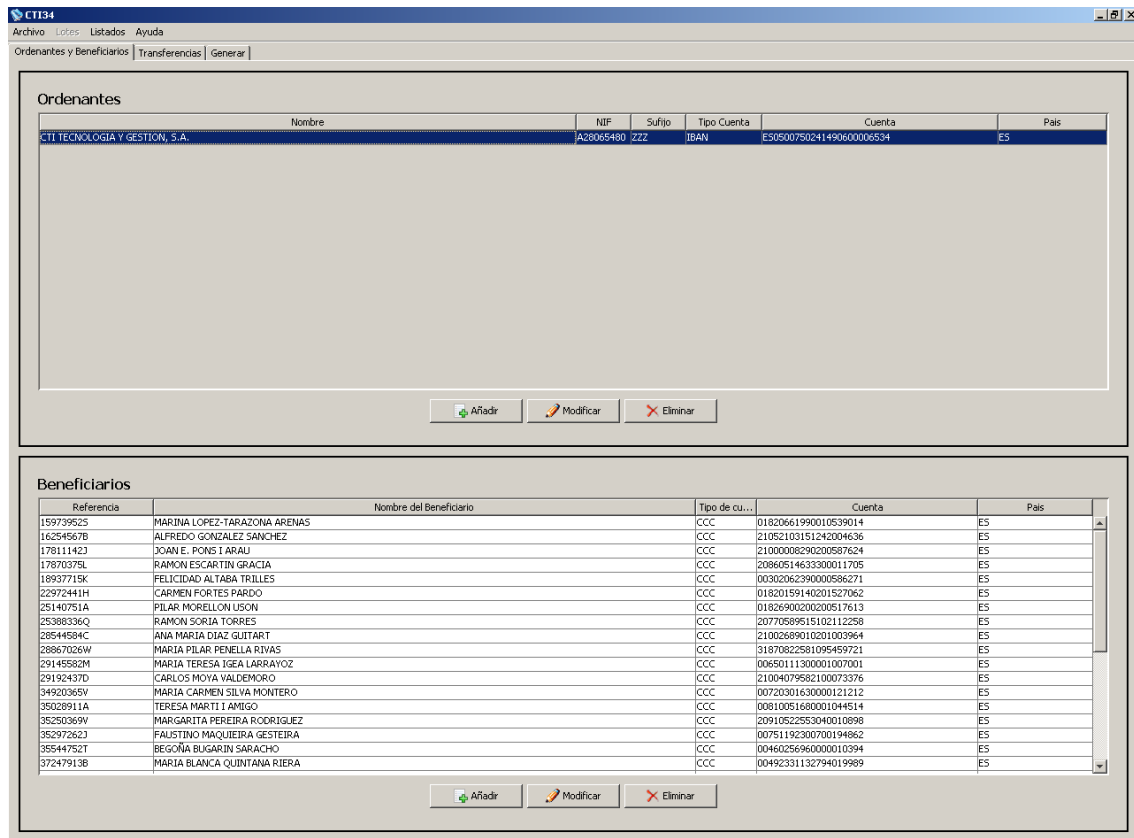 CTI34
Archivo Lotes Listados Ayuda
Ordenantes y Beneficiarios Transferencias Generar
Ordenantes
Nombre NIF Sufijo Tipo Cuenta Cuenta Pais
CTI TECNOLOGIA Y GESTION, S.A. A28065480 ZZZ IBAN ES0500750241490600006534 ES
Añadir Modificar Eliminar
Beneficiarios
Referencia Nombre del Beneficiario Tipo de cu... Cuenta Pais
15973952S MARINA LOPEZ-TARAZONA ARENAS CCC 01820661990010539014 ES
16254567B ALFREDO GONZALEZ SANCHEZ CCC 21052103151242004636 ES
17811142J JOAN E. PONS I ARAU CCC 21000008290200587624 ES
17870375L RAMON ESCARTIN GRACIA CCC 20860514633300011705 ES
18937715K FELICIDAD ALTABA TRILLES CCC 00302062390000586271 ES
22972441H CARMEN FORTES PARDO CCC 01820159140201527062 ES
25140751A PILAR MORELLON USON CCC 01826900200200517613 ES
25388336Q RAMON SORIA TORRES CCC 20770589515102112258 ES
28544584C ANA MARIA DIAZ GUITART CCC 21002689010201003964 ES
28867026W MARIA PILAR PENELLA RIVAS CCC 31870822581095459721 ES
29145582M MARIA TERESA IGEA LARRAYOZ CCC 00650111300001007001 ES
29192437D CARLOS MOYA VALDEMORO CCC 21004079582100073376 ES
34920365V MARIA CARMEN SILVA MONTERO CCC 00720301630000121212 ES
35028911A TERESA MARTI I AMIGO CCC 00810051680001044514 ES
35250369V MARGARITA PEREIRA RODRIGUEZ CCC 20910522553040010898 ES
35297262J FAUSTINO MAQUIEIRA GESTEIRA CCC 00751192300700194862 ES
35544752T BEGOÑA BUGARIN SARACHO CCC 00460256960000010394 ES
37247913B MARIA BLANCA QUINTANA RIERA CCC 00492331132794019989 ES
Añadir Modificar Eliminar